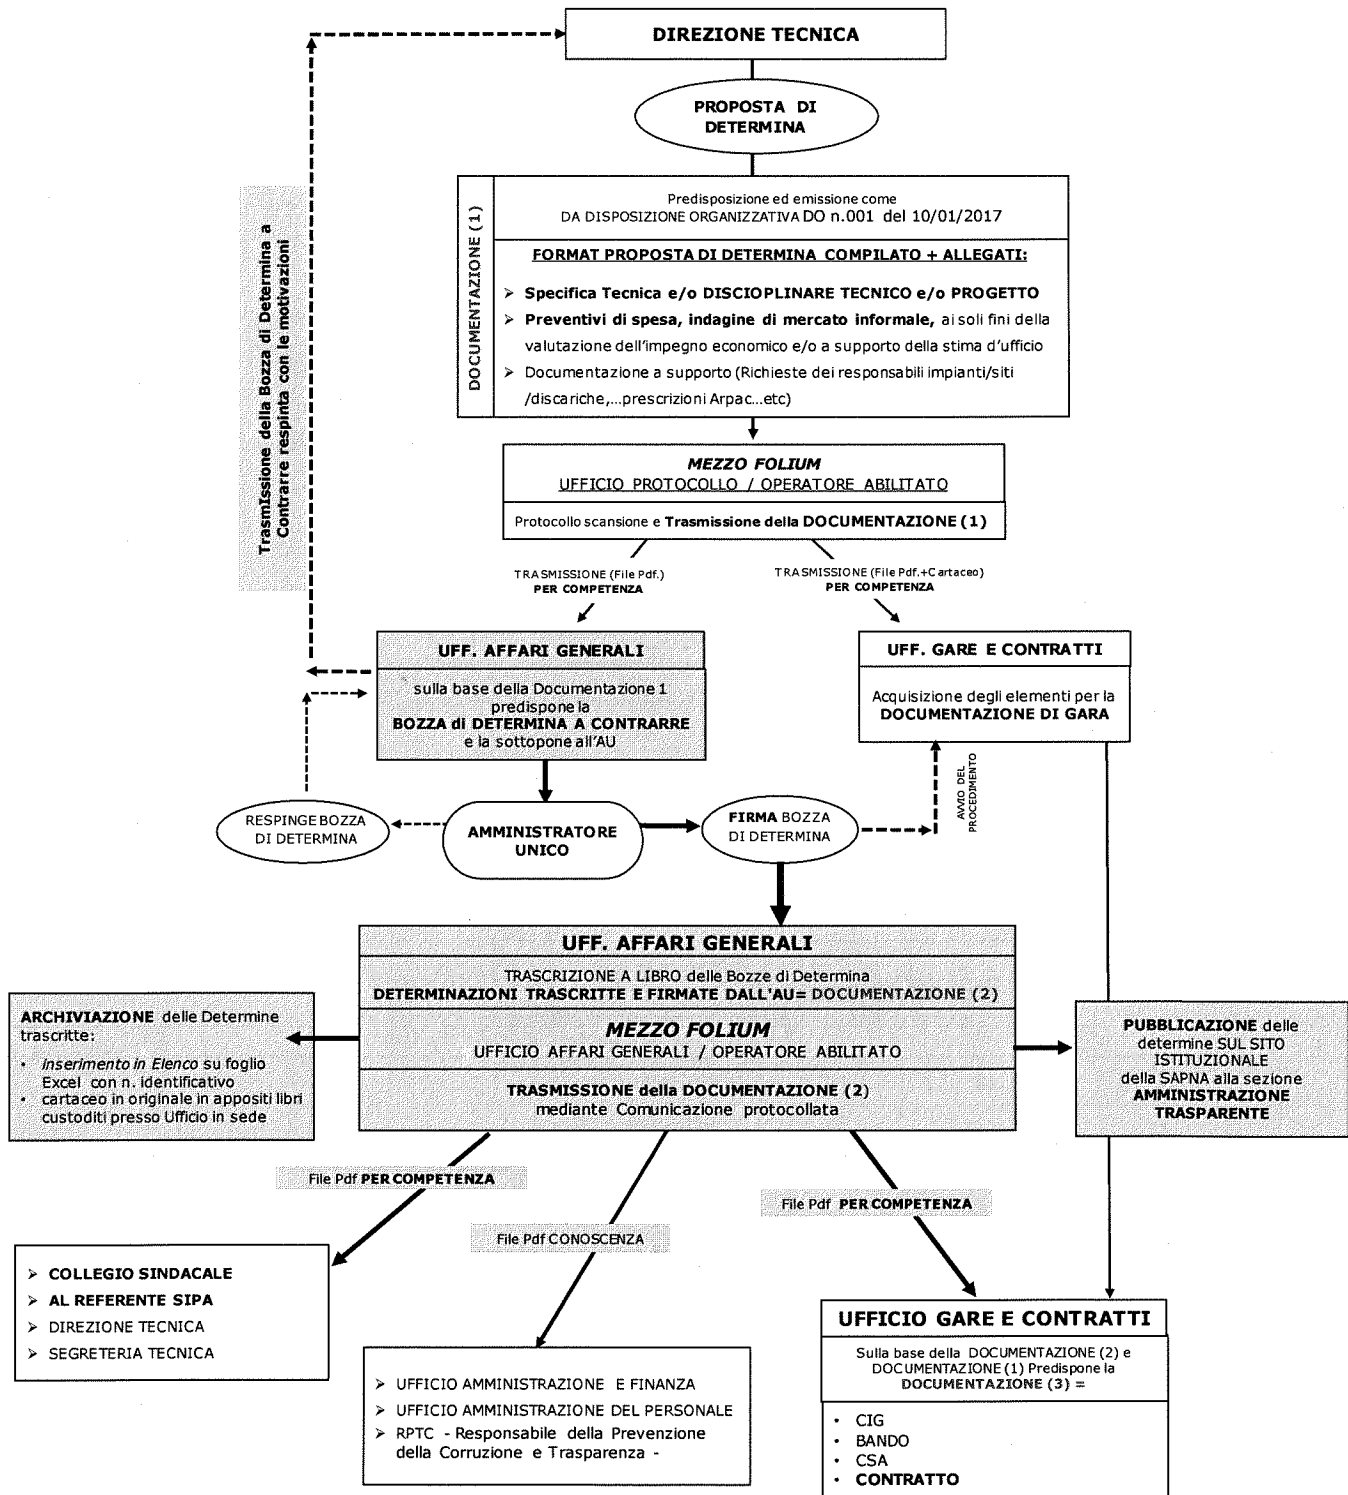 DIREZIONE TECNICA
PROPOSTA DI
DETERMINA
DOCUMENTAZIONE (1)
Predisposizione ed emissione come
DA DISPOSIZIONE ORGANIZZATIVA DO n.001 del 10/01/2017
FORMAT PROPOSTA DI DETERMINA COMPILATO + ALLEGATI:
➢ Specifica Tecnica e/o DISCIOPLINARE TECNICO e/o PROGETTO
➢ Preventivi di spesa, indagine di mercato informale, ai soli fini della
valutazione dell'impegno economico e/o a supporto della stima d'ufficio
➢ Documentazione a supporto (Richieste dei responsabili impianti/siti
/discariche,...prescrizioni Arpac...etc)
TrasmIssione della Bozza di Determina a
Contrarre respinta con le motivazioni
MEZZO FOLIUM
UFFICIO PROTOCOLLO / OPERATORE ABILITATO
Protocollo scansione e Trasmissione della DOCUMENTAZIONE (1)
TRASMISSIONE (File Pdf.)
PER COMPETENZA
TRASMISSIONE (File Pdf.+Cartaceo)
PER COMPETENZA
UFF. AFFARI GENERALI
sulla base della Documentazione 1
predispone la
BOZZA di DETERMINA A CONTRARRE
e la sottopone all'AU
UFF. GARE E CONTRATTI
Acquisizione degli elementi per la
DOCUMENTAZIONE DI GARA
AVVIO DEL
PROCEDIMENTO
RESPINGE BOZZA
DI DETERMINA
AMMINISTRATORE
UNICO
FIRMA BOZZA
DI DETERMINA
UFF. AFFARI GENERALI
TRASCRIZIONE A LIBRO delle Bozze di Determina
DETERMINAZIONI TRASCRITTE E FIRMATE DALL'AU= DOCUMENTAZIONE (2)
MEZZO FOLIUM
UFFICIO AFFARI GENERALI / OPERATORE ABILITATO
TRASMISSIONE della DOCUMENTAZIONE (2)
mediante Comunicazione protocollata
ARCHIVIAZIONE delle Determine
trascritte:
• inserimento in Elenco su foglio
Excel con n. identificativo
• cartaceo in originale in appositi libri
custoditi presso Ufficio in sede
PUBBLICAZIONE delle
determine SUL SITO
ISTITUZIONALE
della SAPNA alla sezione
AMMINISTRAZIONE
TRASPARENTE
File Pdf PER COMPETENZA
File Pdf CONOSCENZA
File Pdf PER COMPETENZA
➢ COLLEGIO SINDACALE
➢ AL REFERENTE SIPA
➢ DIREZIONE TECNICA
➢ SEGRETERIA TECNICA
➢ UFFICIO AMMINISTRAZIONE E FINANZA
➢ UFFICIO AMMINISTRAZIONE DEL PERSONALE
➢ RPTC - Responsabile della Prevenzione
della Corruzione e Trasparenza -
UFFICIO GARE E CONTRATTI
Sulla base della DOCUMENTAZIONE (2) e
DOCUMENTAZIONE (1) Predispone la
DOCUMENTAZIONE (3) =
• CIG
• BANDO
• CSA
• CONTRATTO